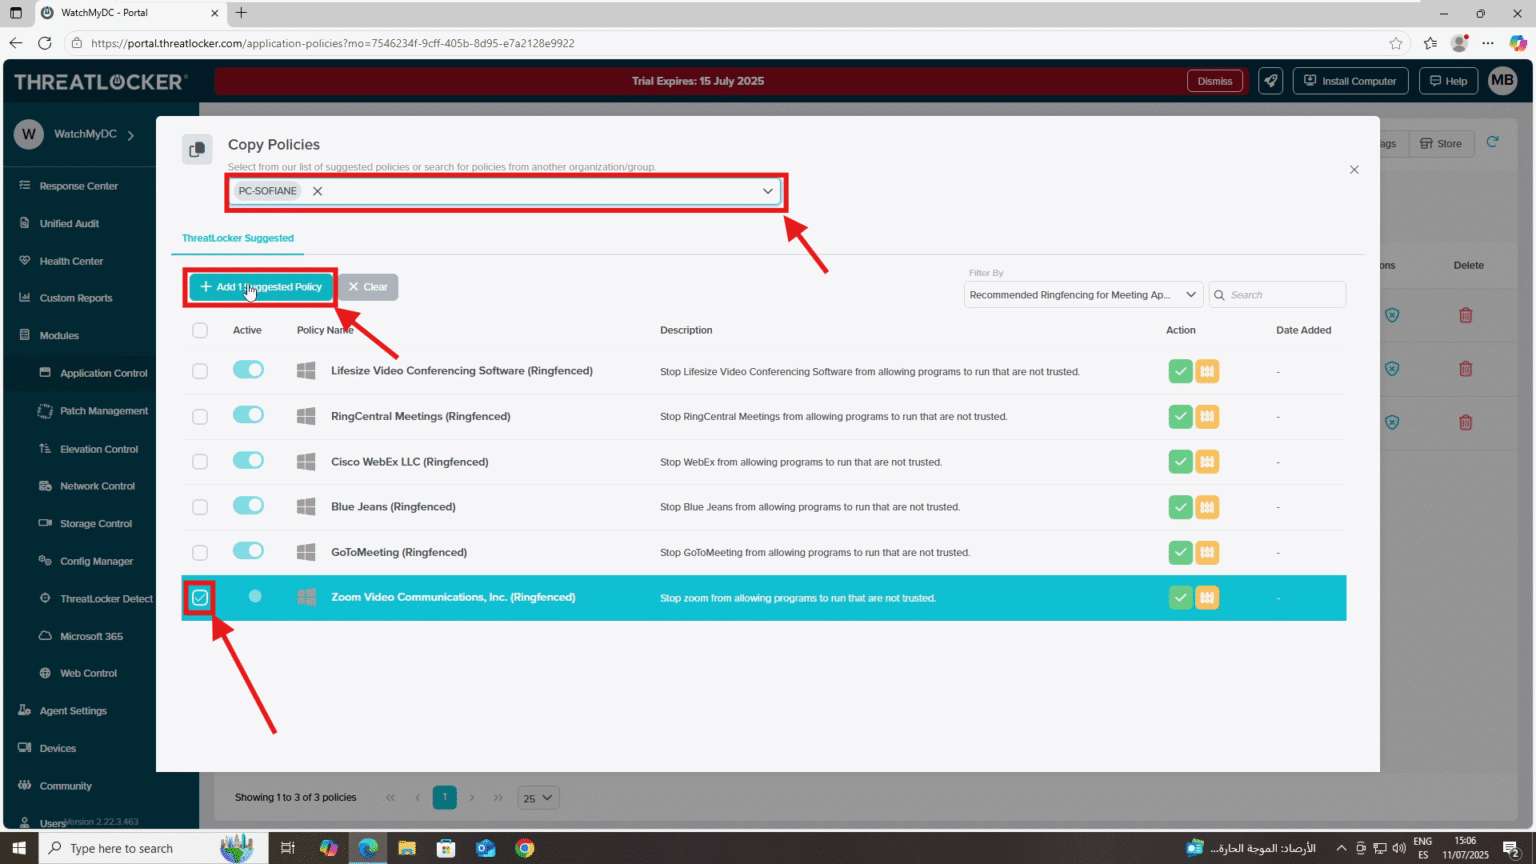 WatchMyDC - Portal
https://portal.threatlocker.com/application-policies?mo=7546234f-9cff-405b-8d95-e7a2128e9922
THREATLOCKER
Trial Expires: 15 July 2025
Dismiss
Install Computer
Help
MB
W
WatchMyDC
Response Center
Unified Audit
Health Center
Custom Reports
Modules
Application Control
Patch Management
Elevation Control
Network Control
Storage Control
Config Manager
ThreatLocker Detect
Microsoft 365
Web Control
Agent Settings
Devices
Community
Users
Version 2.22.3.463
Copy Policies
Select from our list of suggested policies or search for policies from another organization/group.
PC-SOFIANE
ThreatLocker Suggested
Add 1 Suggested Policy
Clear
Filter By
Recommended Ringfencing for Meeting Ap...
Search
Active Policy Name Description Action Date Added
Lifesize Video Conferencing Software (Ringfenced) Stop Lifesize Video Conferencing Software from allowing programs to run that are not trusted. -
RingCentral Meetings (Ringfenced) Stop RingCentral Meetings from allowing programs to run that are not trusted. -
Cisco WebEx LLC (Ringfenced) Stop WebEx from allowing programs to run that are not trusted. -
Blue Jeans (Ringfenced) Stop Blue Jeans from allowing programs to run that are not trusted. -
GoToMeeting (Ringfenced) Stop GoToMeeting from allowing programs to run that are not trusted. -
Zoom Video Communications, Inc. (Ringfenced) Stop zoom from allowing programs to run that are not trusted. -
ags
Store
ons
Delete
Showing 1 to 3 of 3 policies
1
25
Type here to search
الأرصاد: الموجة الحارة...
ENG
ES
15:06
11/07/2025
2